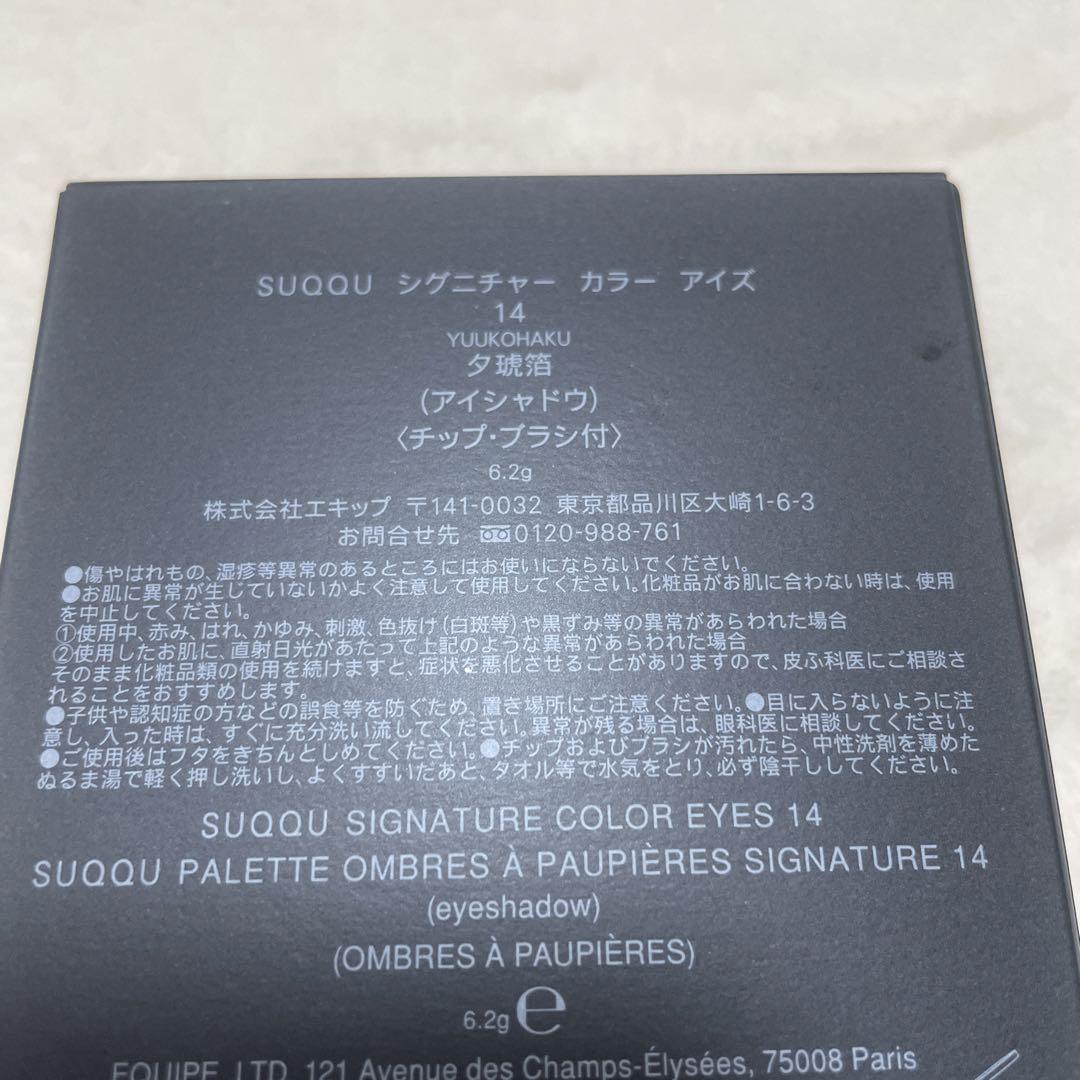 SUQQU シグニチャー カラー アイズ
14
YUUKOHAKU
夕琥箔
(アイシャドウ)
〈チップ・ブラシ付〉
6.2g
株式会社エキップ 〒141-0032 東京都品川区大崎1-6-3
お問合せ先 0120-988-761
●傷やはれもの、湿疹等異常のあるところにはお使いにならないでください。
●お肌に異常が生じていないかよく注意して使用してください。化粧品がお肌に合わない時は、使用
を中止してください。
①使用中、赤み、はれ、かゆみ、刺激、色抜け(白斑等)や黒ずみ等の異常があらわれた場合
②使用したお肌に、直射日光があたって上記のような異常があらわれた場合
そのまま化粧品類の使用を続けますと、症状を悪化させることがありますので、皮ふ科医にご相談さ
れることをおすすめします。
●子供や認知症の方などの誤食等を防ぐため、置き場所にご注意ください。●目に入らないように注
意し、入った時は、すぐに充分洗い流してください。異常が残る場合は、眼科医に相談してください。
●ご使用後はフタをきちんとしめてください。●チップおよびブラシが汚れたら、中性洗剤を薄めた
ぬるま湯で軽く押し洗いし、よくすすいだあと、タオル等で水気をとり、必ず陰干ししてください。
SUQQU SIGNATURE COLOR EYES 14
SUQQU PALETTE OMBRES À PAUPIÈRES SIGNATURE 14
(eyeshadow)
(OMBRES À PAUPIÈRES)
6.2g ℮
EQUIPE, LTD. 121 Avenue des Champs-Élysées, 75008 Paris